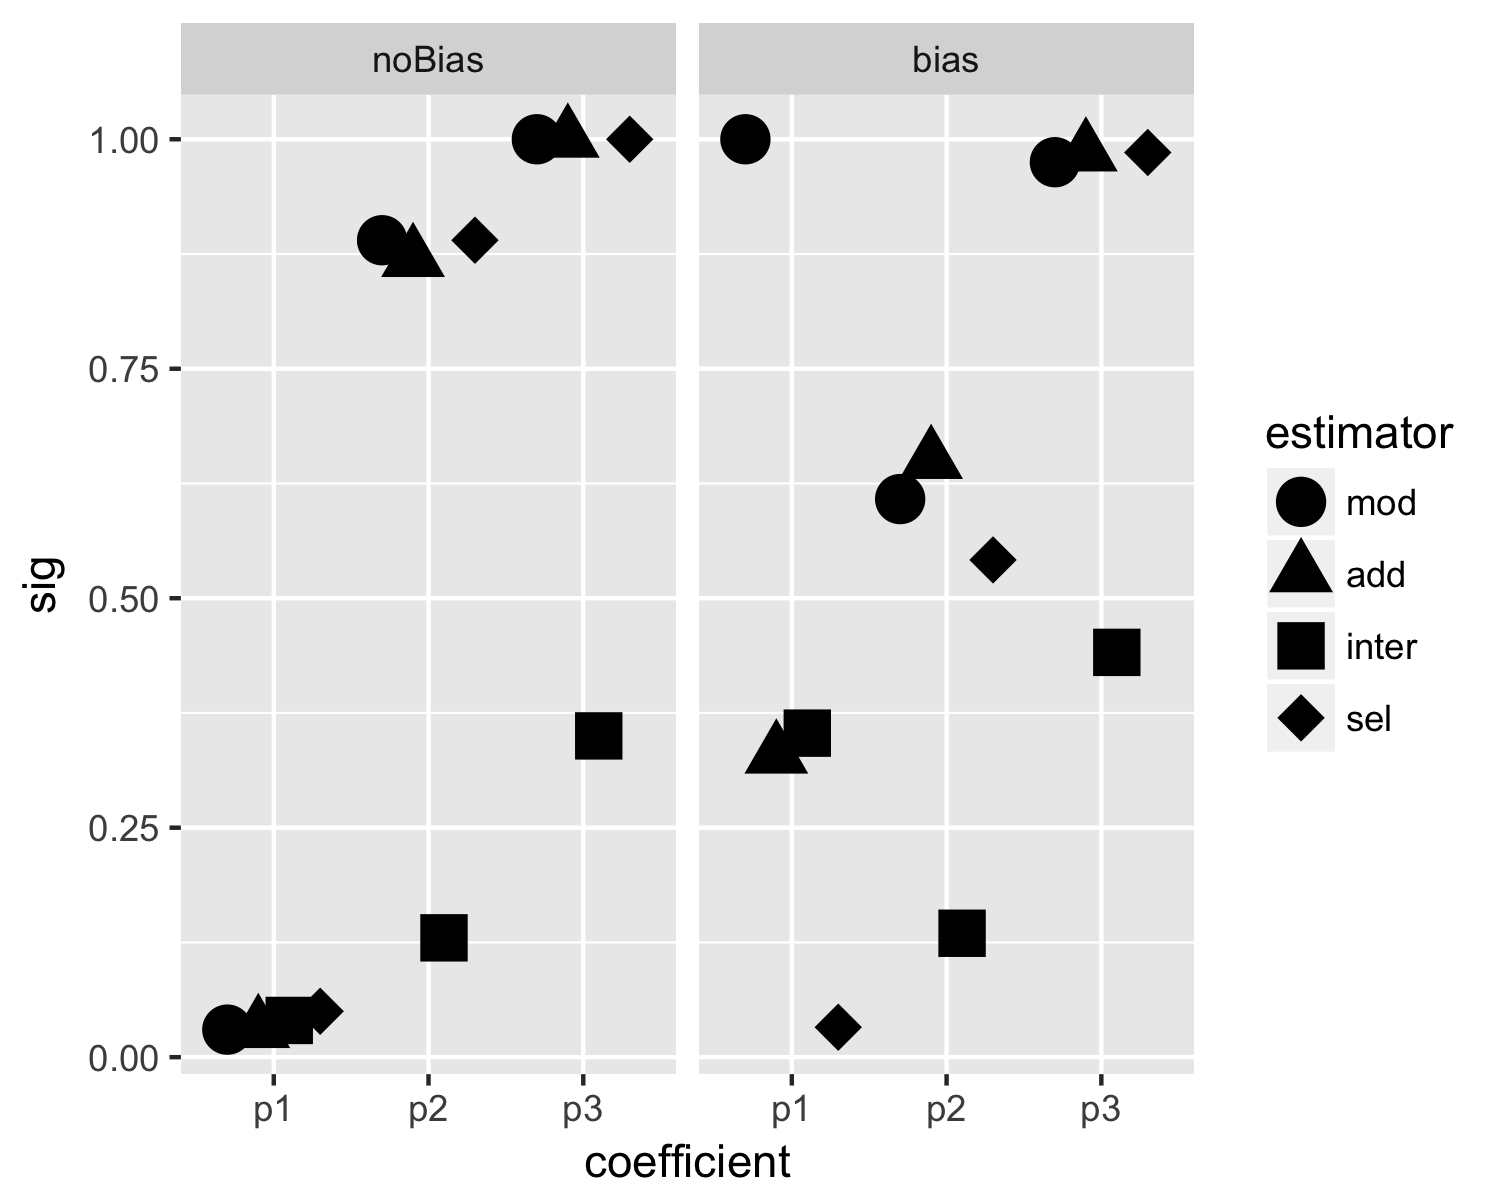 noBias
bias
1.00
0.75
0.50
0.25
0.00
sig
p1 p2 p3
p1 p2 p3
coefficient
estimator
mod
add
inter
sel